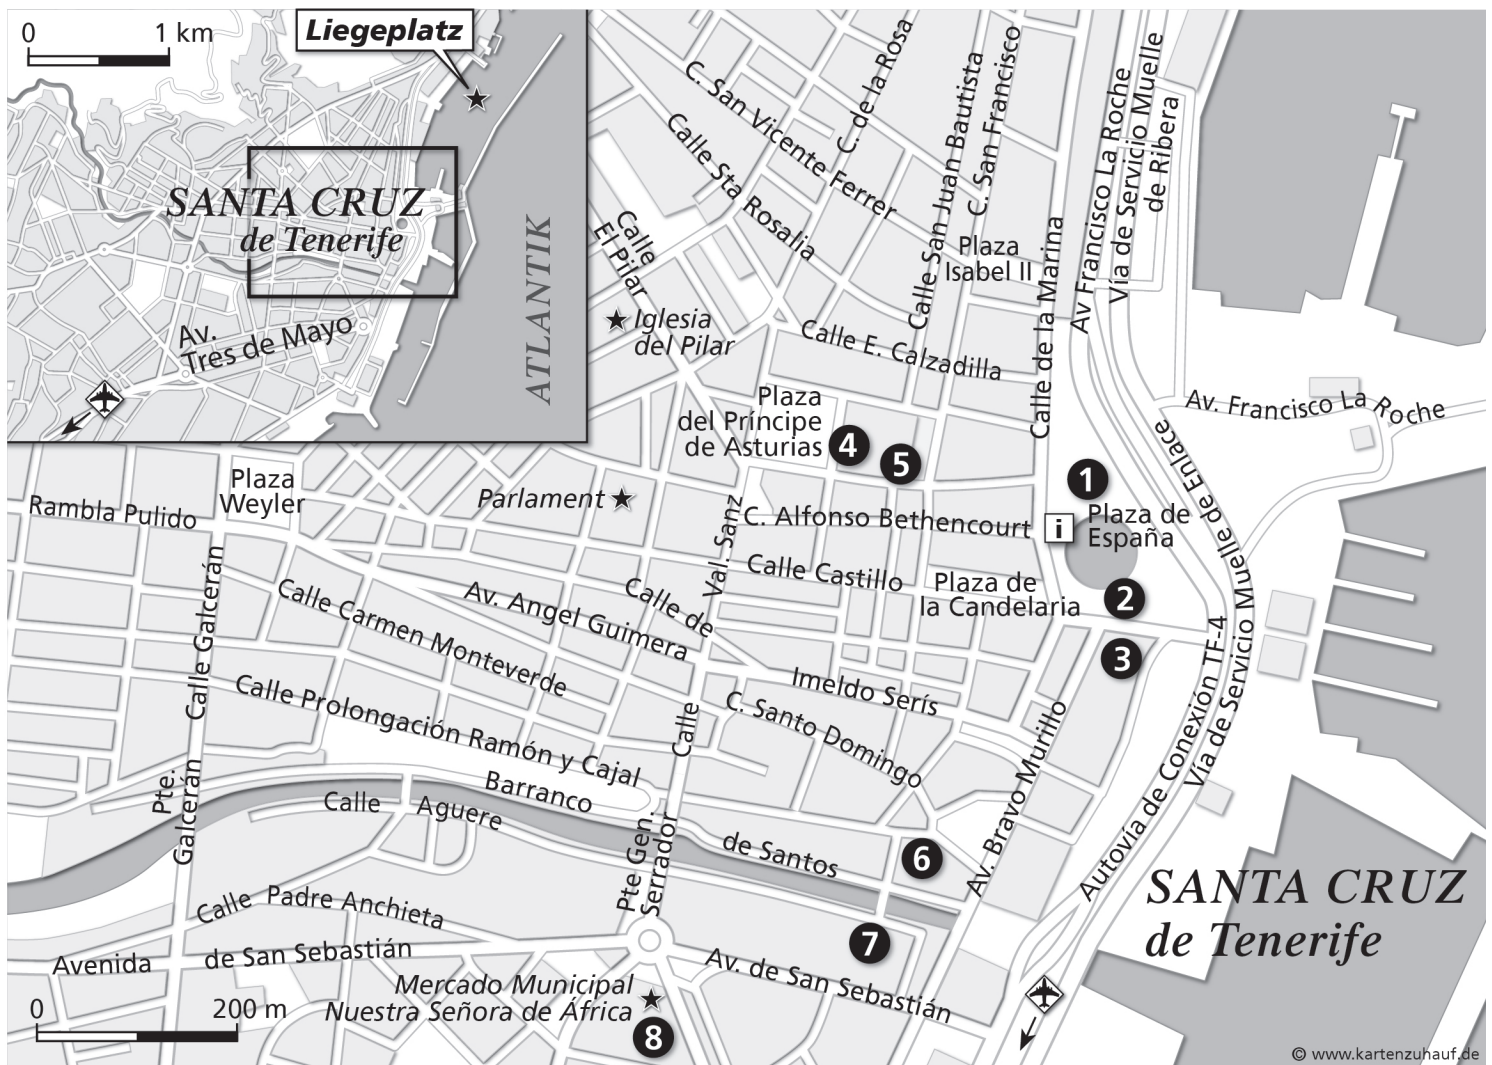 0 1 km
Liegeplatz
SANTA CRUZ
de Tenerife
ATLANTIK
Av.
Tres de Mayo
C. de la Rosa
C. San Vicente Ferrer
Calle Sta Rosalia
Calle San Juan Bautista
C. San Francisco
Av Francisco La Roche
Vía de Servicio Muelle
de Ribera
Calle
El Pilar
Plaza
Isabel II
Calle de la Marina
Iglesia
del Pilar
Calle E. Calzadilla
Plaza
del Príncipe
de Asturias
4
5
Av. Francisco La Roche
1
Plaza
Weyler
Rambla Pulido
Parlament
Val. Sanz
C. Alfonso Bethencourt
i
Plaza de
España
Vía de Servicio Muelle de Enlace
Calle Castillo
Plaza de
la Candelaria
2
3
Calle Galcerán
Calle Carmen Monteverde
Av. Angel Guimera
Calle de
Imeldo Serís
Calle Prolongación Ramón y Cajal
Calle
C. Santo Domingo
Av. Bravo Murillo
Autovía de Conexión TF-4
Pte.
Galcerán
Barranco
de Santos
Calle Aguere
Pte Gen.
Serrador
6
7
Calle Padre Anchieta
Avenida de San Sebastián
Av. de San Sebastián
Mercado Municipal
Nuestra Señora de África
8
SANTA CRUZ
de Tenerife
0 200 m
© www.kartenzuhauf.de